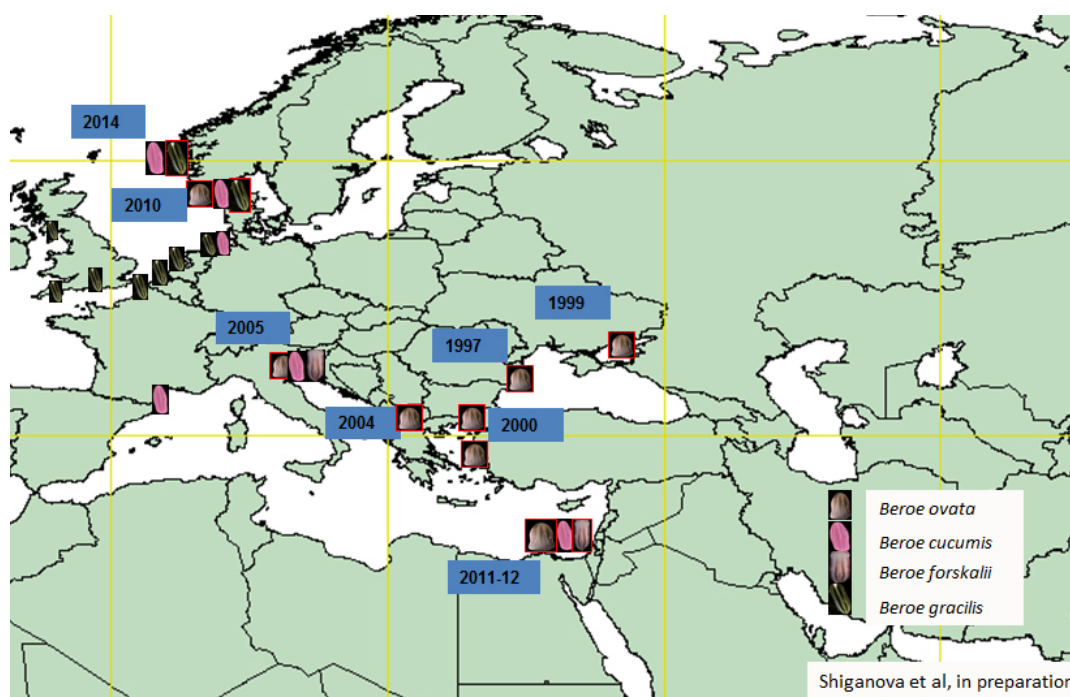 2014
2010
1999
2005
1997
2004
2000
2011-12
Beroe ovata
Beroe cucumis
Beroe forskalii
Beroe gracilis
Shiganova et al, in preparation